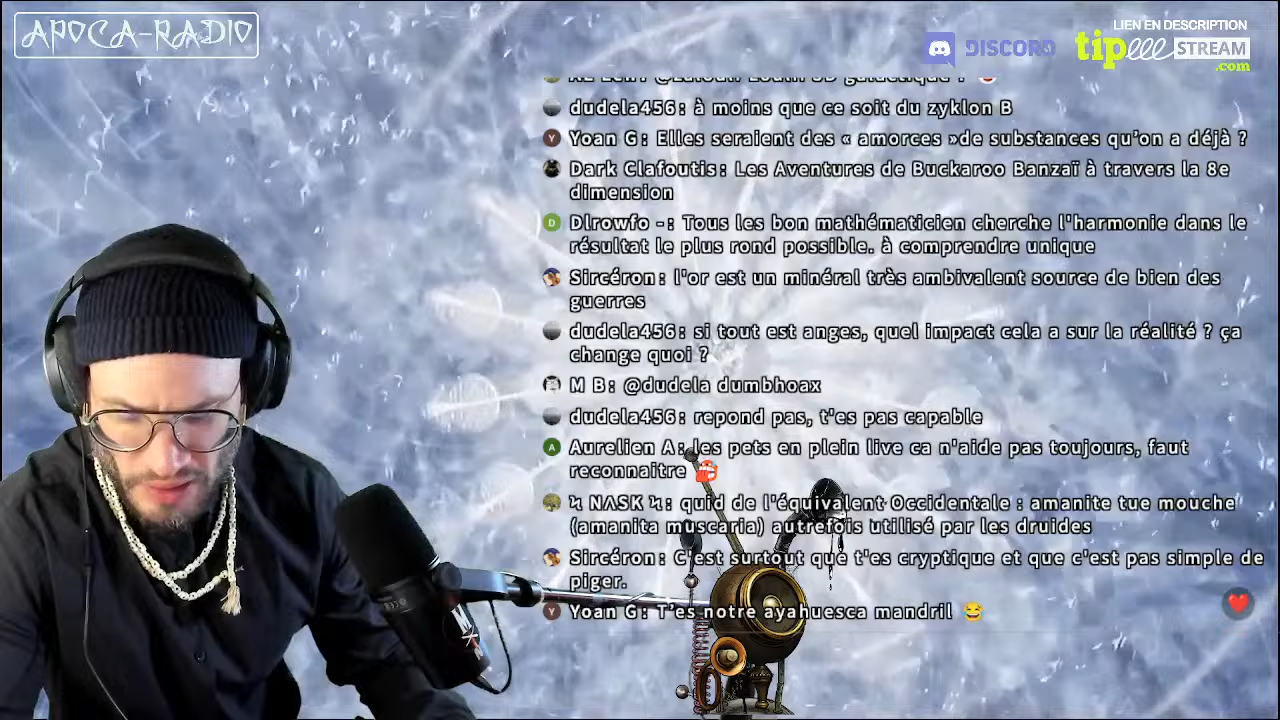 APOCA-RADIO
LIEN EN DESCRIPTION
DISCORD
tipeee STREAM
.com
dudela456: à moins que ce soit du zyklon B
Y Yoan G: Elles seraient des « amorces »de substances qu'on a déjà ?
Dark Clafoutis: Les Aventures de Buckaroo Banzaï à travers la 8e
dimension
D Dlrowfo -: Tous les bon mathématicien cherche l'harmonie dans le
résultat le plus rond possible. à comprendre unique
Sircéron: l'or est un minéral très ambivalent source de bien des
guerres
dudela456: si tout est anges, quel impact cela a sur la réalité ? ça
change quoi ?
M B: @dudela dumbhoax
dudela456: repond pas, t'es pas capable
A Aurelien A: les pets en plein live ca n'aide pas toujours, faut
reconnaitre
ᛋ NΛSK ᛋ: quid de l'équivalent Occidentale : amanite tue mouche
(amanita muscaria) autrefois utilisé par les druides
Sircéron: C'est surtout que t'es cryptique et que c'est pas simple de
piger.
Y Yoan G: T'es notre ayahuesca mandril 😂